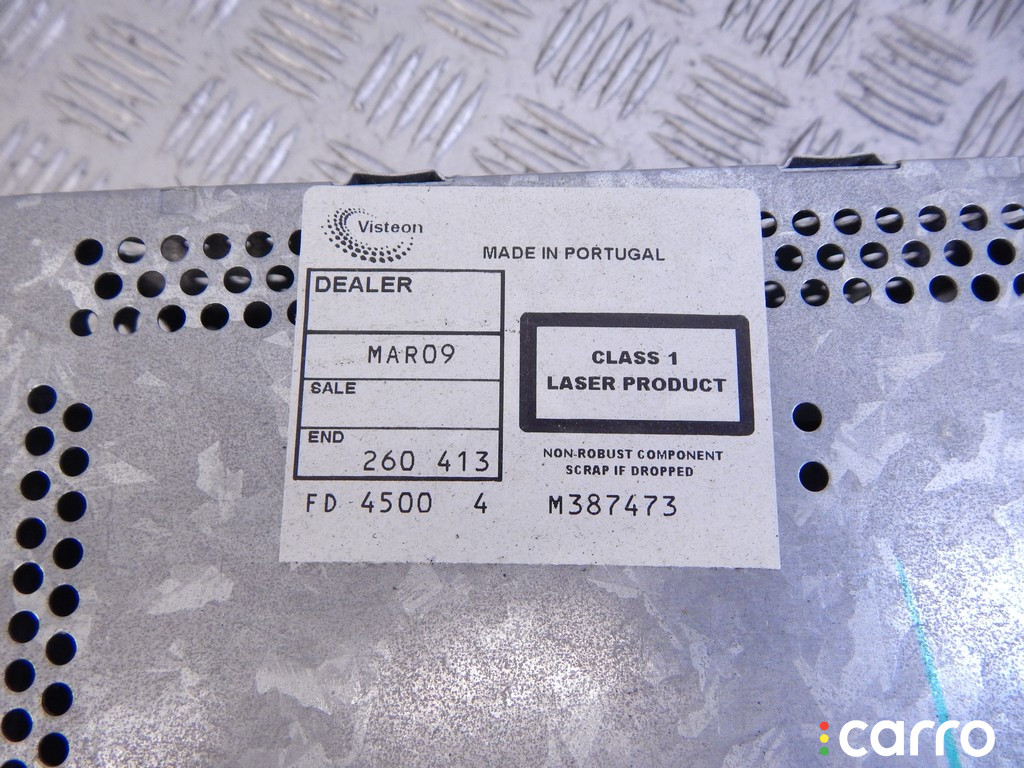 Visteon
MADE IN PORTUGAL
DEALER
MAR09
SALE
END
260 413
CLASS 1
LASER PRODUCT
NON-ROBUST COMPONENT
SCRAP IF DROPPED
FD 4500 4 M387473
carro